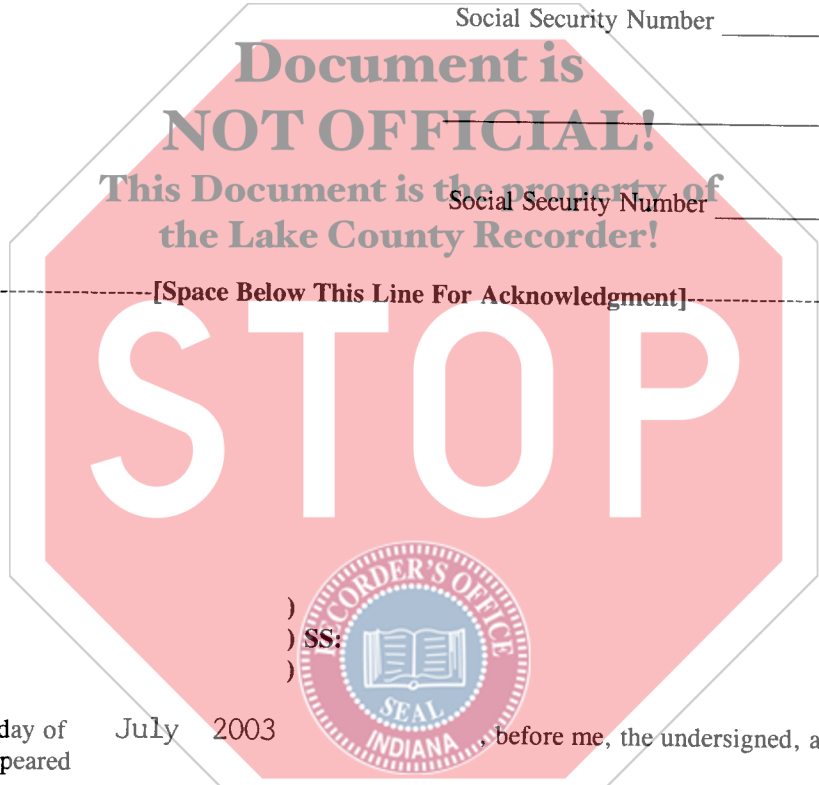 Social Security Number
Document is
NOT OFFICIAL!
This Document is the property of
Social Security Number
the Lake County Recorder!
[Space Below This Line For Acknowledgment]
STOP
)
) SS:
)
RECORDER'S OFFICE
SEAL
INDIANA
day of July 2003 , before me, the undersigned, a
peared